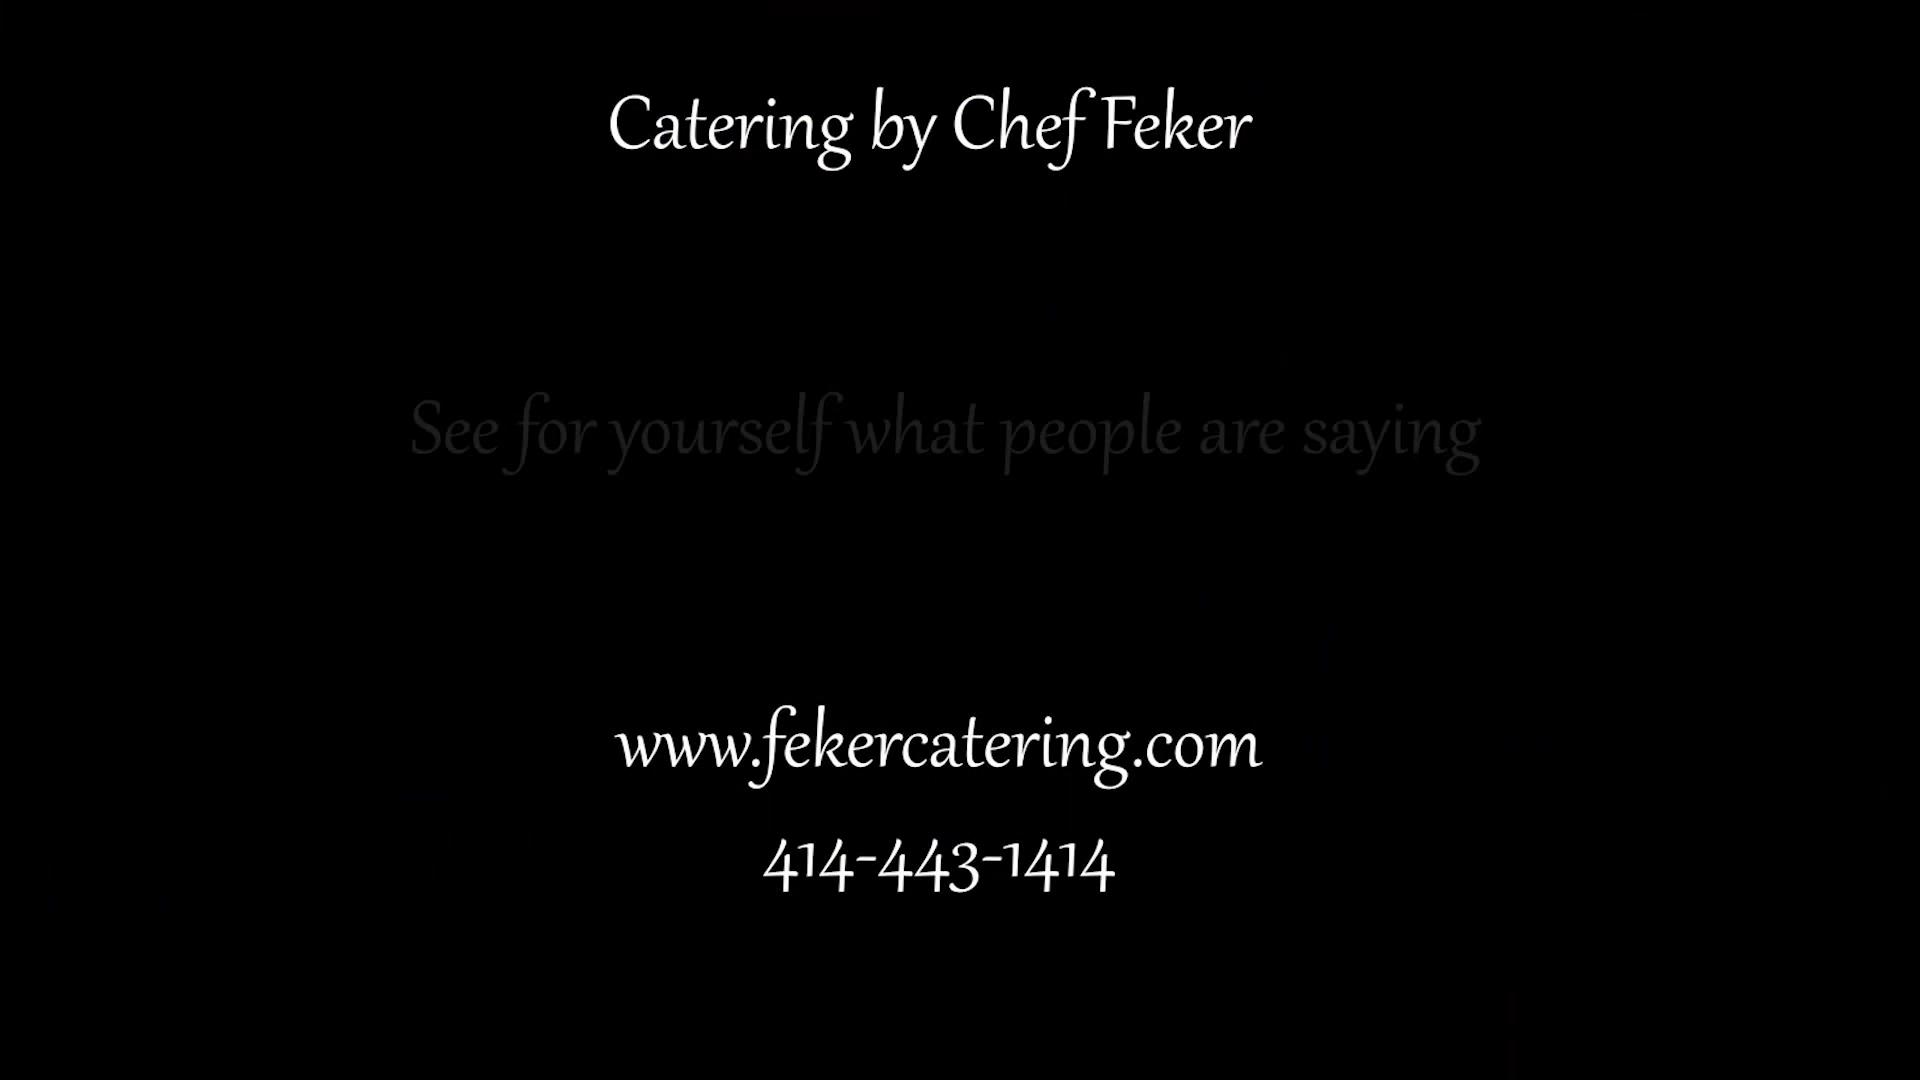 Catering by Chef Feker
See for yourself what people are saying
www.fekercatering.com
414-443-1414